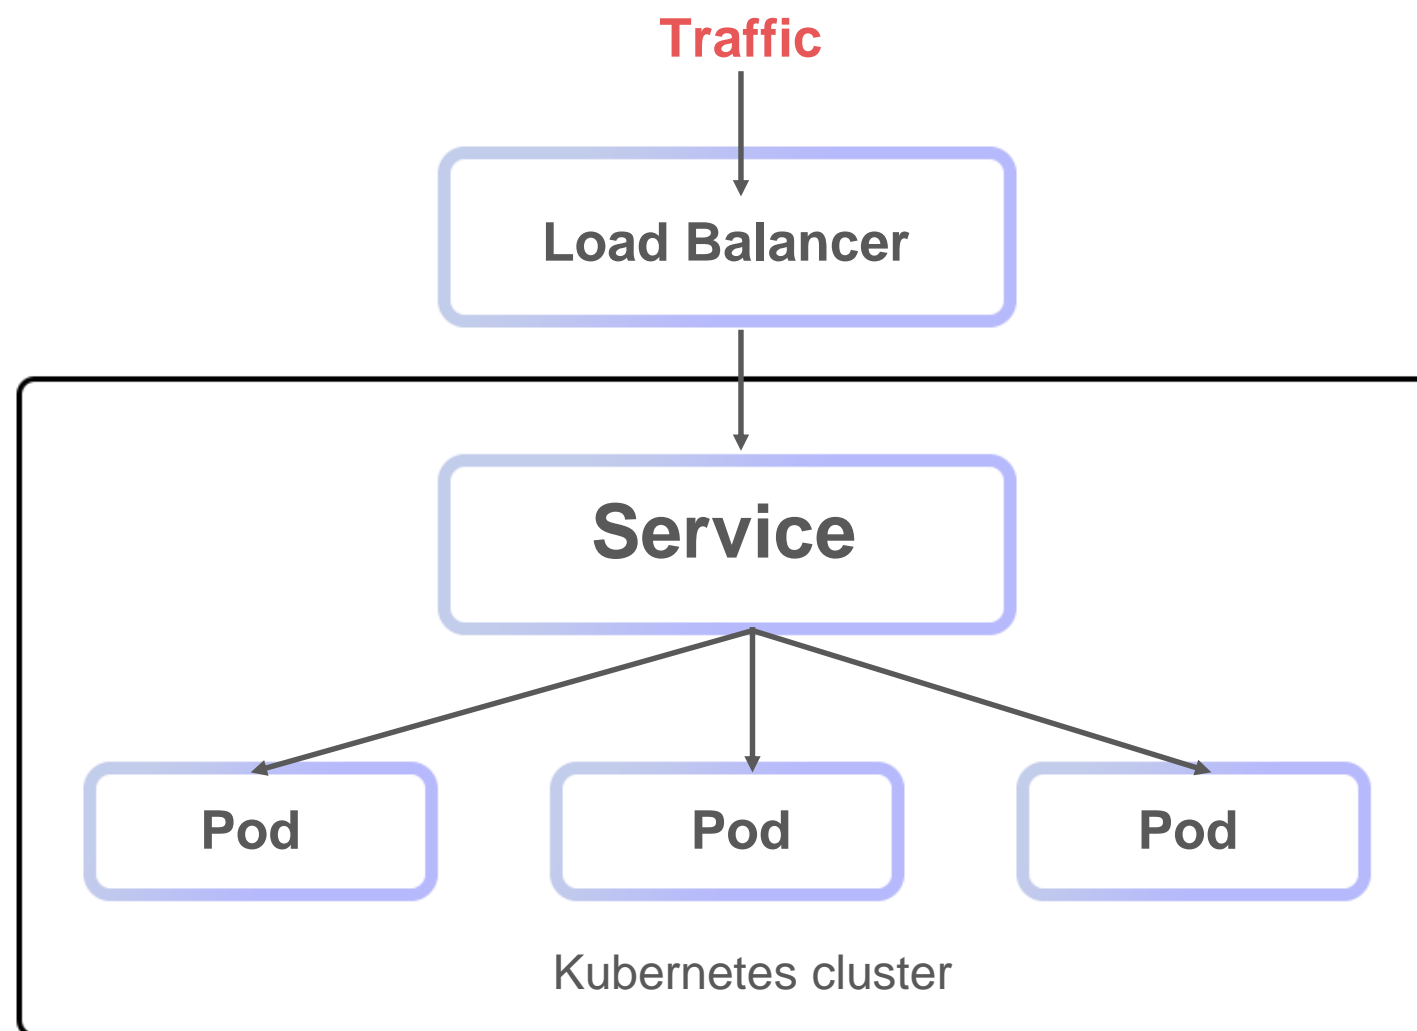 Traffic
Load Balancer
Service
Pod
Pod
Pod
Kubernetes cluster